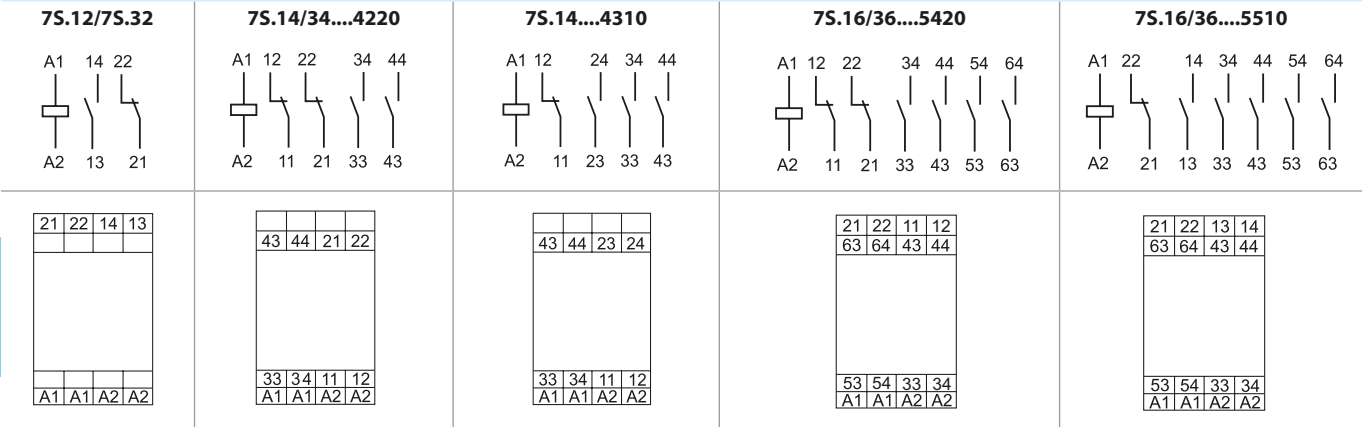 7S.12/7S.32
A1 14 22
A2 13 21
21 22 14 13
A1 A1 A2 A2
7S.14/34....4220
A1 12 22 34 44
A2 11 21 33 43
43 44 21 22
33 34 11 12
A1 A1 A2 A2
7S.14....4310
A1 12 24 34 44
A2 11 23 33 43
43 44 23 24
33 34 11 12
A1 A1 A2 A2
7S.16/36....5420
A1 12 22 34 44 54 64
A2 11 21 33 43 53 63
21 22 11 12
63 64 43 44
53 54 33 34
A1 A1 A2 A2
7S.16/36....5510
A1 22 14 34 44 54 64
A2 21 13 33 43 53 63
21 22 13 14
63 64 43 44
53 54 33 34
A1 A1 A2 A2